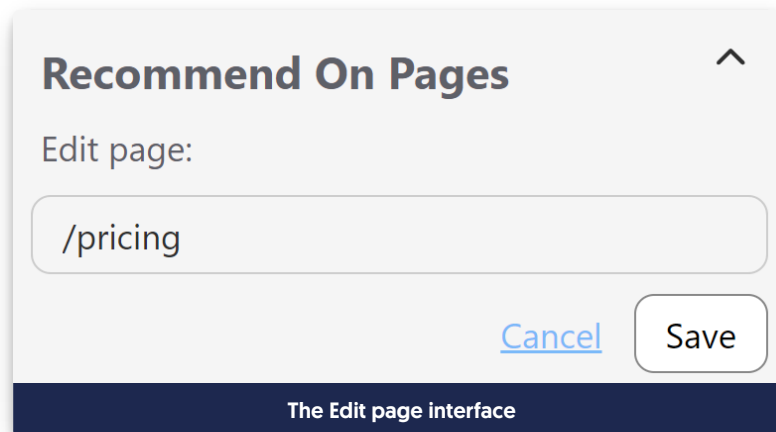 Recommend On Pages
Edit page:
/pricing
Cancel Save
The Edit page interface